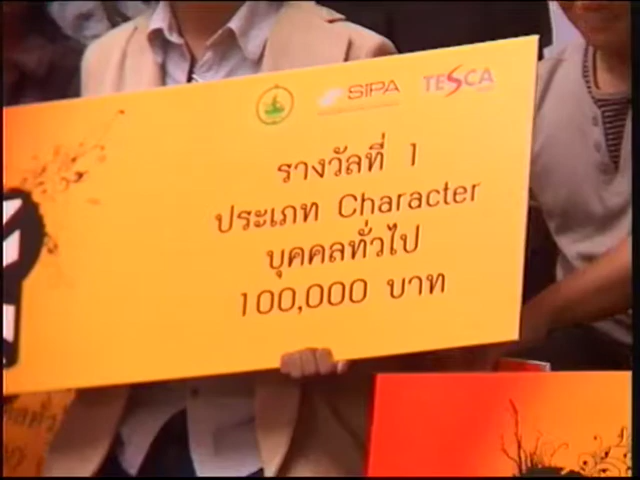 SIPA TESCA
รางวัลที่ 1
ประเภท Character
บุคคลทั่วไป
100,000 บาท